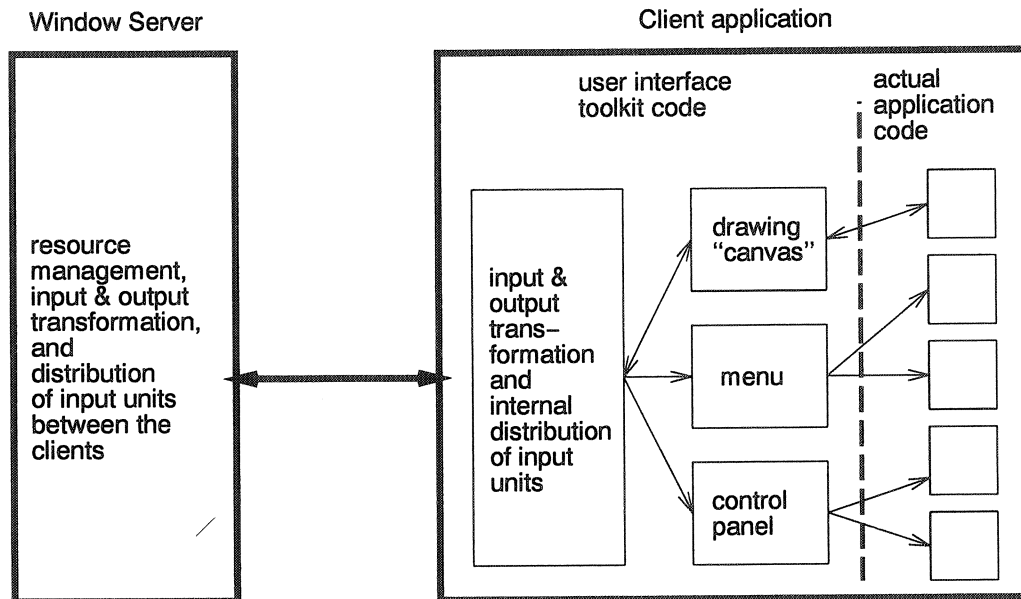 Window Server
Client application
user interface
toolkit code
actual
application
code
resource
management,
input & output
transformation,
and
distribution
of input units
between the
clients
input &
output
trans–
formation
and
internal
distribution
of input
units
drawing
“canvas”
menu
control
panel